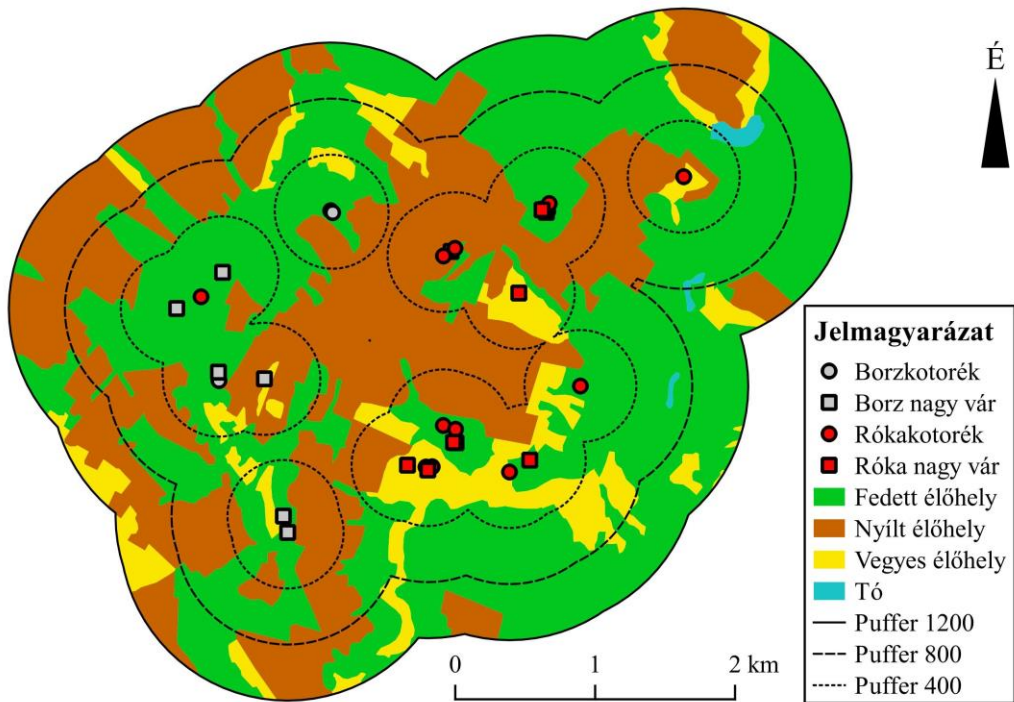 É
Jelmagyarázat
Borzkotorék
Borz nagy vár
Rókakotorék
Róka nagy vár
Fedett élőhely
Nyílt élőhely
Vegyes élőhely
Tó
Puffer 1200
Puffer 800
Puffer 400
0 1 2 km